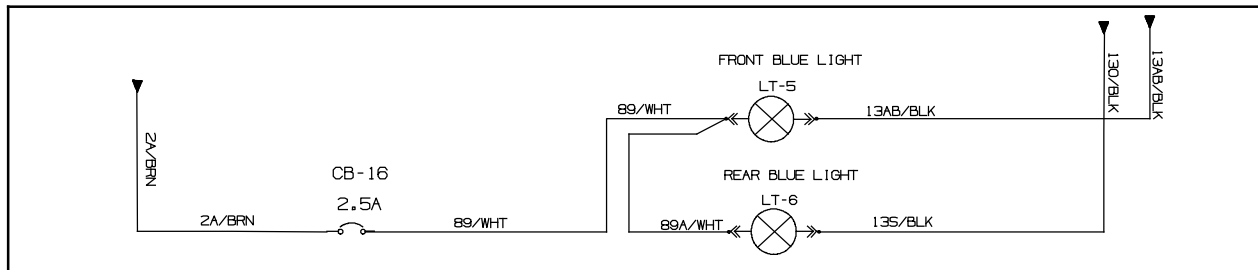 FRONT BLUE LIGHT
LT-5
89/WHT
13AB/BLK
13O/BLK
13AB/BLK
2A/BRN
CB-16
2.5A
2A/BRN
89/WHT
REAR BLUE LIGHT
LT-6
89A/WHT
13S/BLK